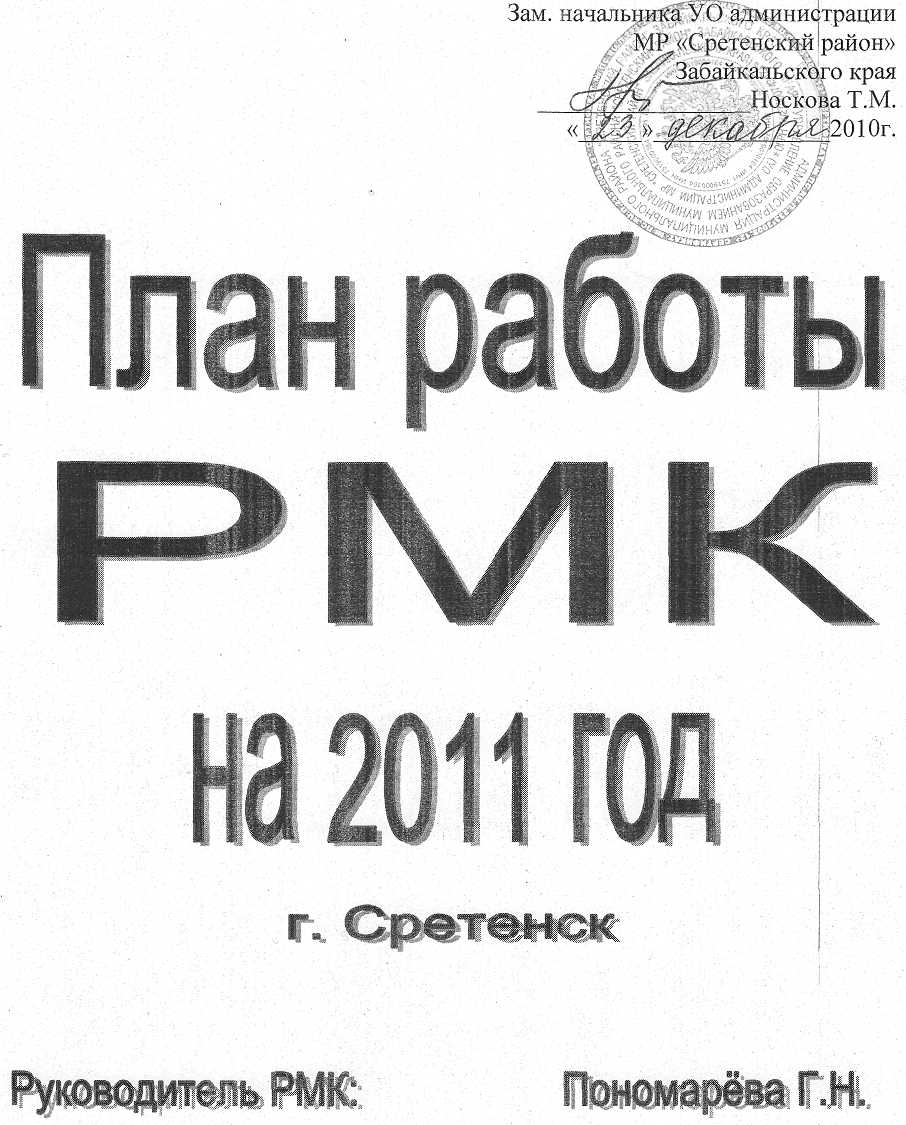 Зам. начальника УО администрации
МР «Сретенский район»
Забайкальского края
Носкова Т.М.
« 23 » декабря 2010г.
План работы
РМК
на 2011 год
г. Сретенск
Руководитель РМК: Пономарёва Г.Н.